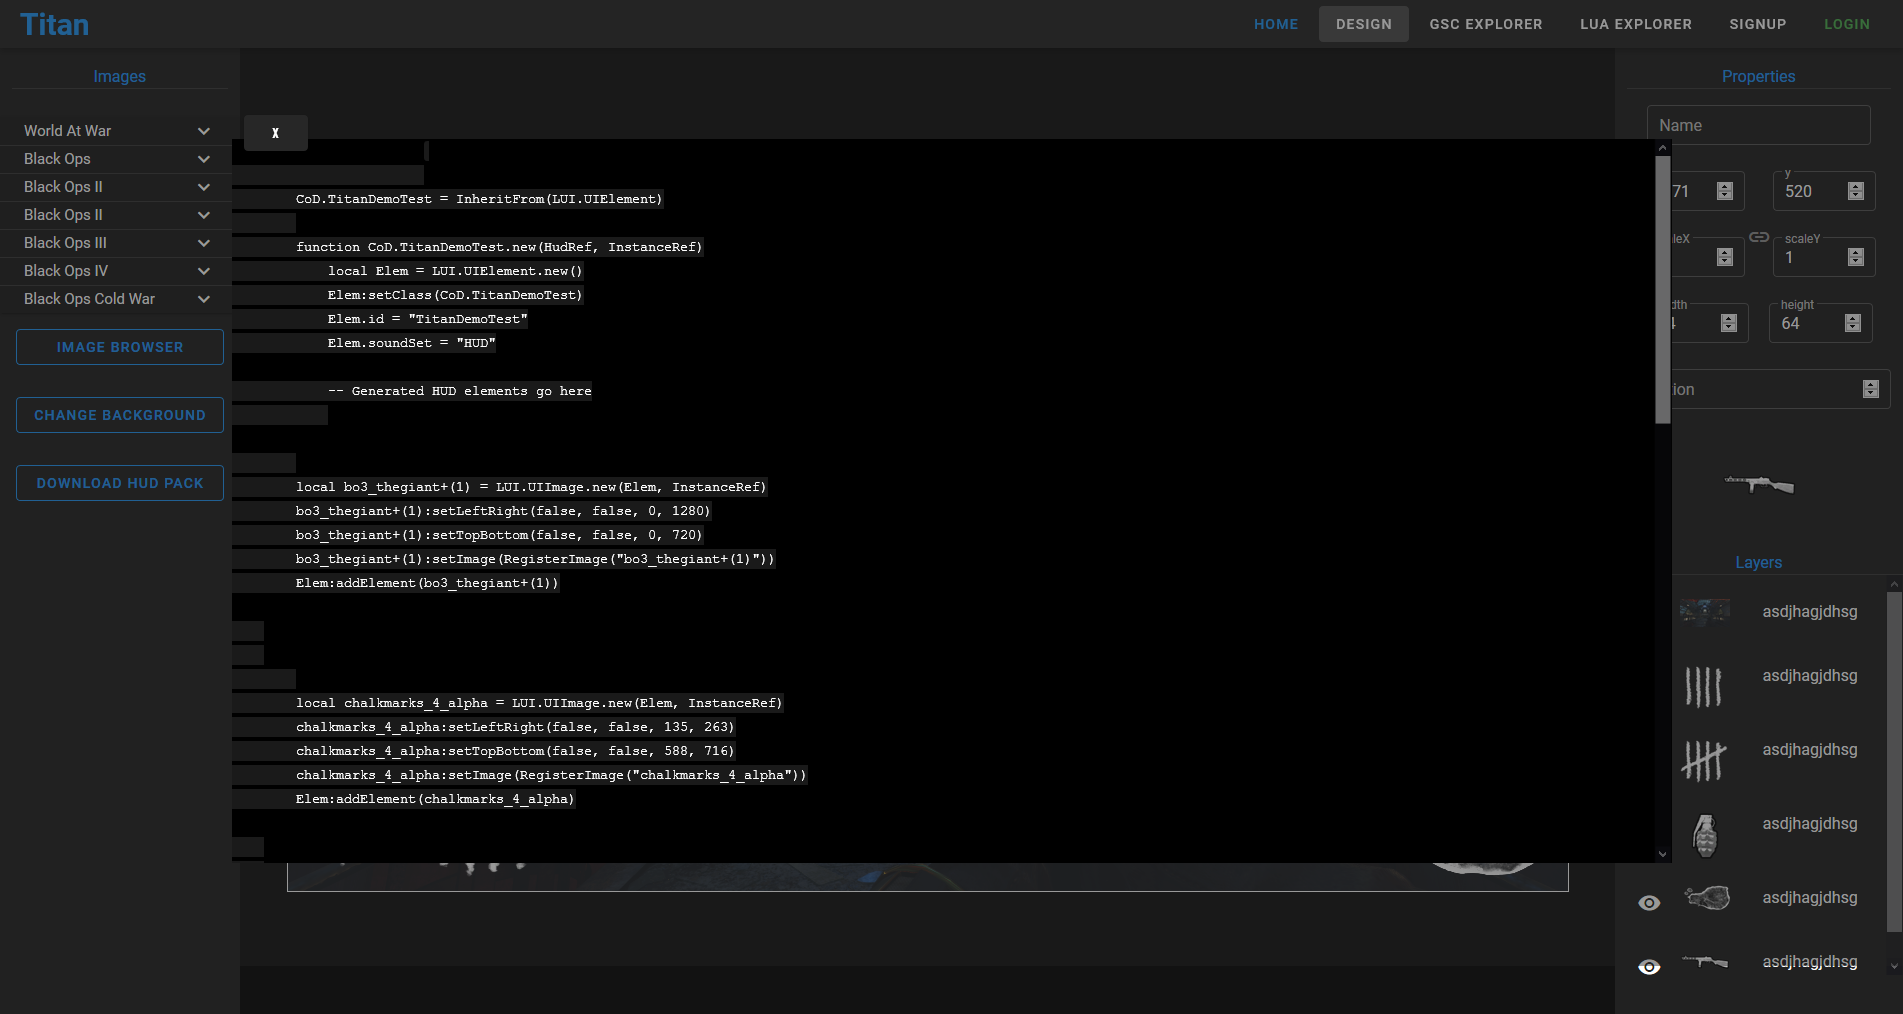 Titan
HOME DESIGN GSC EXPLORER LUA EXPLORER SIGNUP LOGIN
Images
World At War
Black Ops
Black Ops II
Black Ops II
Black Ops III
Black Ops IV
Black Ops Cold War
IMAGE BROWSER
CHANGE BACKGROUND
DOWNLOAD HUD PACK
X
CoD.TitanDemoTest = InheritFrom(LUI.UIElement)
function CoD.TitanDemoTest.new(HudRef, InstanceRef)
local Elem = LUI.UIElement.new()
Elem:setClass(CoD.TitanDemoTest)
Elem.id = "TitanDemoTest"
Elem.soundSet = "HUD"
-- Generated HUD elements go here
local bo3_thegiant+(1) = LUI.UIImage.new(Elem, InstanceRef)
bo3_thegiant+(1):setLeftRight(false, false, 0, 1280)
bo3_thegiant+(1):setTopBottom(false, false, 0, 720)
bo3_thegiant+(1):setImage(RegisterImage("bo3_thegiant+(1)"))
Elem:addElement(bo3_thegiant+(1))
local chalkmarks_4_alpha = LUI.UIImage.new(Elem, InstanceRef)
chalkmarks_4_alpha:setLeftRight(false, false, 135, 263)
chalkmarks_4_alpha:setTopBottom(false, false, 588, 716)
chalkmarks_4_alpha:setImage(RegisterImage("chalkmarks_4_alpha"))
Elem:addElement(chalkmarks_4_alpha)
Properties
Name
71
y
520
leX
scaleY
1
dth
height
64
ion
Layers
asdjhagjdhsg
asdjhagjdhsg
asdjhagjdhsg
asdjhagjdhsg
asdjhagjdhsg
asdjhagjdhsg